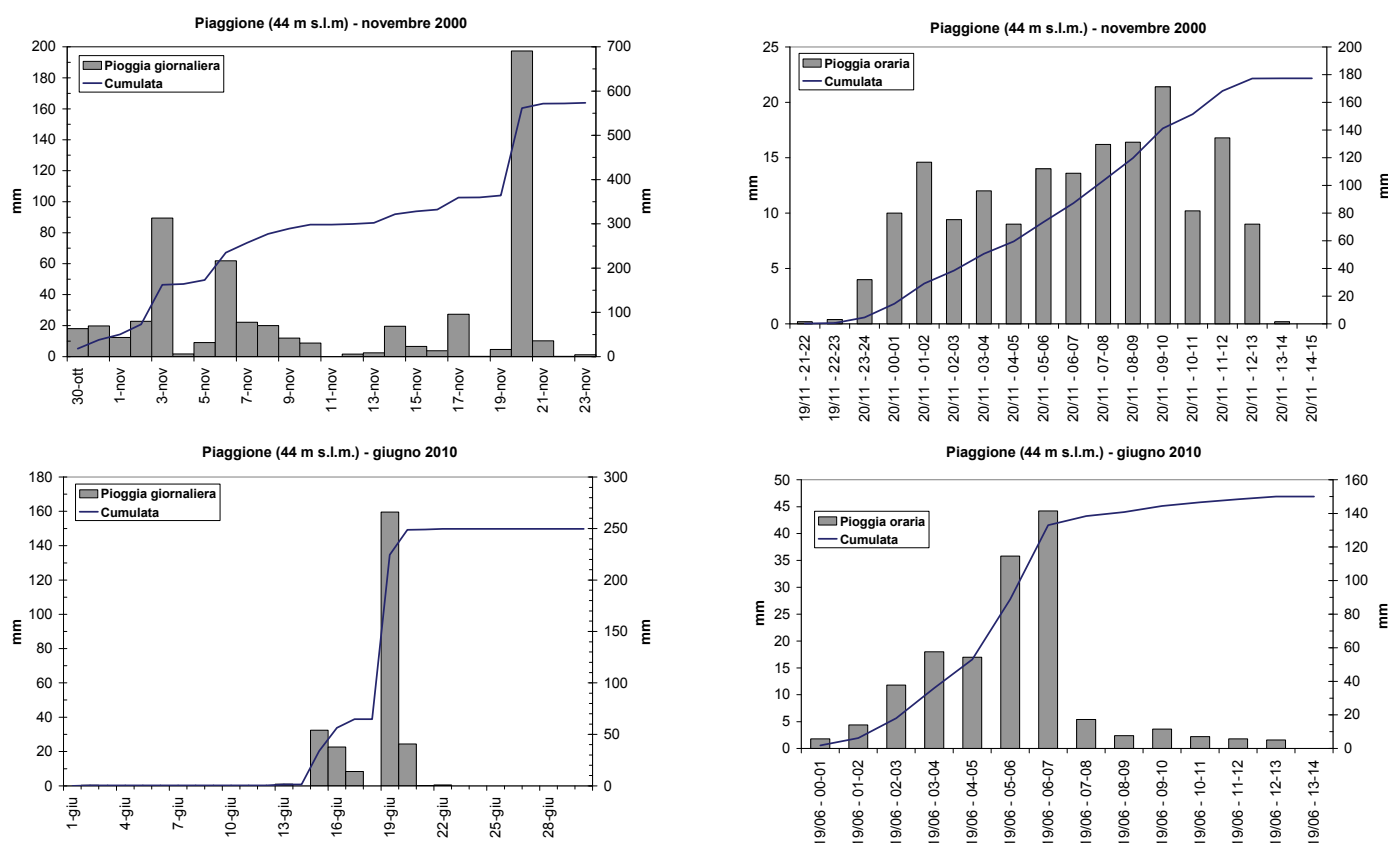 Piaggione (44 m s.l.m) - novembre 2000
200
180
160
140
120
100
80
60
40
20
0
mm
700
600
500
400
300
200
100
0
mm
Pioggia giornaliera
Cumulata
30-ott
1-nov
3-nov
5-nov
7-nov
9-nov
11-nov
13-nov
15-nov
17-nov
19-nov
21-nov
23-nov
Piaggione (44 m s.l.m.) - novembre 2000
25
20
15
10
5
0
mm
200
180
160
140
120
100
80
60
40
20
0
mm
Pioggia oraria
Cumulata
19/11 - 21-22
19/11 - 22-23
20/11 - 23-24
20/11 - 00-01
20/11 - 01-02
20/11 - 02-03
20/11 - 03-04
20/11 - 04-05
20/11 - 05-06
20/11 - 06-07
20/11 - 07-08
20/11 - 08-09
20/11 - 09-10
20/11 - 10-11
20/11 - 11-12
20/11 - 12-13
20/11 - 13-14
20/11 - 14-15
Piaggione (44 m s.l.m.) - giugno 2010
180
160
140
120
100
80
60
40
20
0
mm
300
250
200
150
100
50
0
mm
Pioggia giornaliera
Cumulata
1-giu
4-giu
7-giu
10-giu
13-giu
16-giu
19-giu
22-giu
25-giu
28-giu
Piaggione (44 m s.l.m.) - giugno 2010
50
45
40
35
30
25
20
15
10
5
0
mm
160
140
120
100
80
60
40
20
0
mm
Pioggia oraria
Cumulata
19/06 - 00-01
19/06 - 01-02
19/06 - 02-03
19/06 - 03-04
19/06 - 04-05
19/06 - 05-06
19/06 - 06-07
19/06 - 07-08
19/06 - 08-09
19/06 - 09-10
19/06 - 10-11
19/06 - 11-12
19/06 - 12-13
19/06 - 13-14